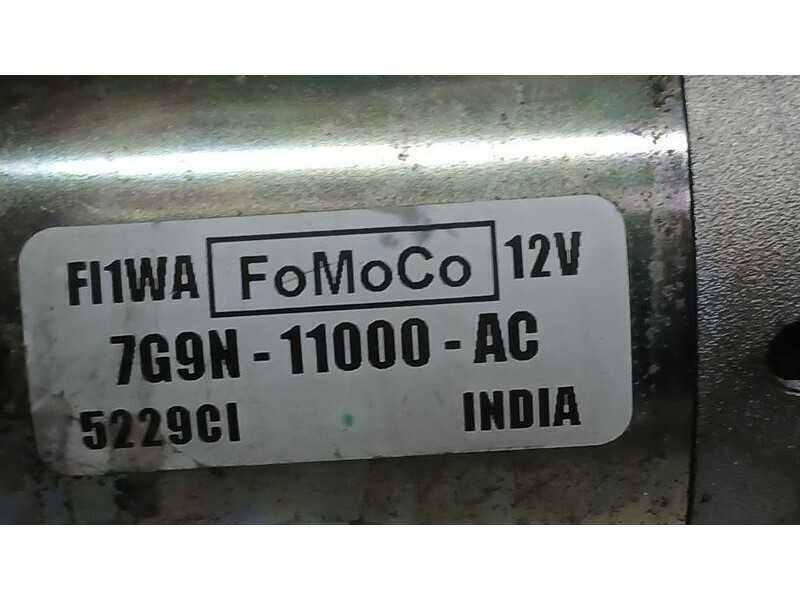 FI1WA FoMoCo 12V
7G9N - 11000 - AC
5229CI INDIA